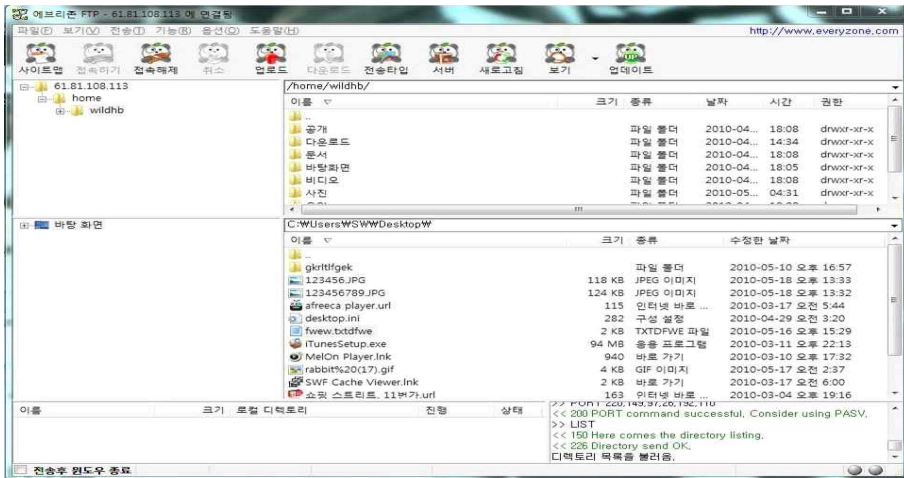 에브리존 FTP - 61.81.108.113 에 연결됨
파일(F) 보기(V) 전송(T) 기능(R) 옵션(O) 도움말(H) http://www.everyzone.com
사이트맵 접속하기 접속해제 취소 업로드 다운로드 전송타입 서버 새로고침 보기 업데이트
61.81.108.113
home
wildhb
/home/wildhb/
이름 크기 종류 날짜 시간 권한
..
공개 파일 폴더 2010-04... 18:08 drwxr-xr-x
다운로드 파일 폴더 2010-04... 14:34 drwxr-xr-x
문서 파일 폴더 2010-04... 18:08 drwxr-xr-x
바탕화면 파일 폴더 2010-04... 18:05 drwxr-xr-x
비디오 파일 폴더 2010-04... 18:08 drwxr-xr-x
사진 파일 폴더 2010-05... 04:31 drwxr-xr-x
바탕 화면
C:₩Users₩SW₩Desktop₩
이름 크기 종류 수정한 날짜
..
gkrltlfgek 파일 폴더 2010-05-10 오후 16:57
123456.JPG 118 KB JPEG 이미지 2010-05-18 오후 13:33
123456789.JPG 124 KB JPEG 이미지 2010-05-18 오후 13:32
afreeca player.url 115 인터넷 바로 ... 2010-03-17 오전 5:44
desktop.ini 282 구성 설정 2010-04-29 오전 3:20
fwew.txtdfwe 2 KB TXTDFWE 파일 2010-05-16 오후 15:29
iTunesSetup.exe 94 MB 응용 프로그램 2010-03-11 오후 22:13
MelOn Player.lnk 940 바로 가기 2010-03-10 오후 17:32
rabbit%20(17).gif 4 KB GIF 이미지 2010-05-17 오전 2:37
SWF Cache Viewer.lnk 2 KB 바로 가기 2010-03-17 오전 6:00
쇼핏 스트리트, 11번가.url 163 인터넷 바로 ... 2010-03-04 오후 19:16
이름 크기 로컬 디렉토리 진행 상태
<< 200 PORT command successful, Consider using PASV,
>> LIST
<< 150 Here comes the directory listing,
<< 226 Directory send OK,
디렉토리 목록을 불러옴,
전송후 윈도우 종료